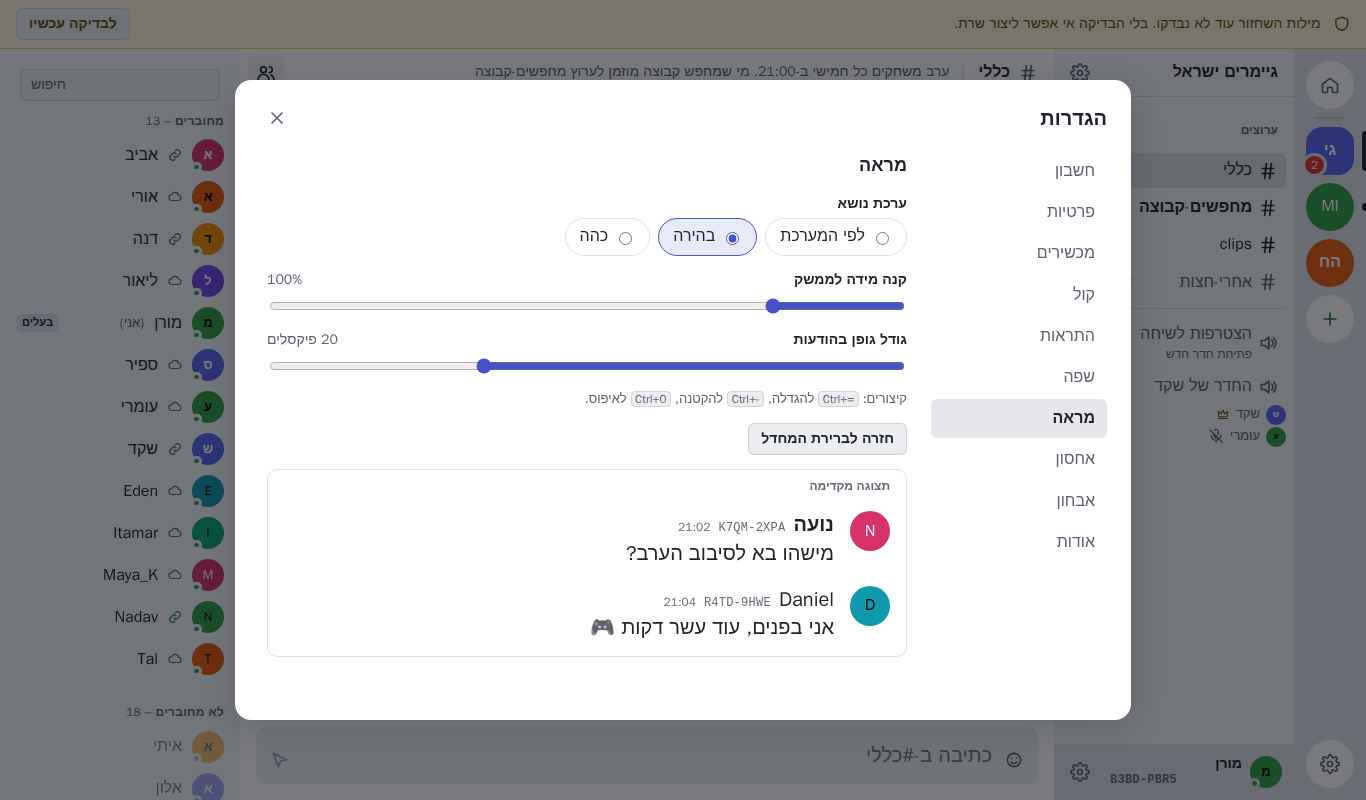 מילות השחזור עוד לא נבדקו. בלי הבדיקה אי אפשר ליצור שרת.
לבדיקה עכשיו
גי
2
MI
הח
גיימרים ישראל
ערוצים
כללי
מחפשים-קבוצה
clips
אחרי-חצות
הצטרפות לשיחה
פתיחת חדר חדש
החדר של שקד
ש שקד
ע עומרי
מ מורן
B3BD-PBR5
# כללי
ערב משחקים כל חמישי ב-21:00. מי שמחפש קבוצה מוזמן לערוץ מחפשים-קבוצה
הגדרות
חשבון
פרטיות
מכשירים
קול
התראות
שפה
מראה
אחסון
אבחון
אודות
מראה
ערכת נושא
לפי המערכת
בהירה
כהה
קנה מידה לממשק
100%
גודל גופן בהודעות
20 פיקסלים
קיצורים: Ctrl+= להגדלה, Ctrl+- להקטנה, Ctrl+0 לאיפוס.
חזרה לברירת המחדל
תצוגה מקדימה
N נועה K7QM-2XPA 21:02
מישהו בא לסיבוב הערב?
D Daniel R4TD-9HWE 21:04
אני בפנים, עוד עשר דקות 🎮
כתיבה ב-#כללי
חיפוש
מחוברים – 13
א אביב
א אורי
ד דנה
ל ליאור
מ מורן (אני) בעלים
ס ספיר
ע עומרי
ש שקד
E Eden
I Itamar
M Maya_K
N Nadav
T Tal
לא מחוברים – 18
א איתי
א אלון